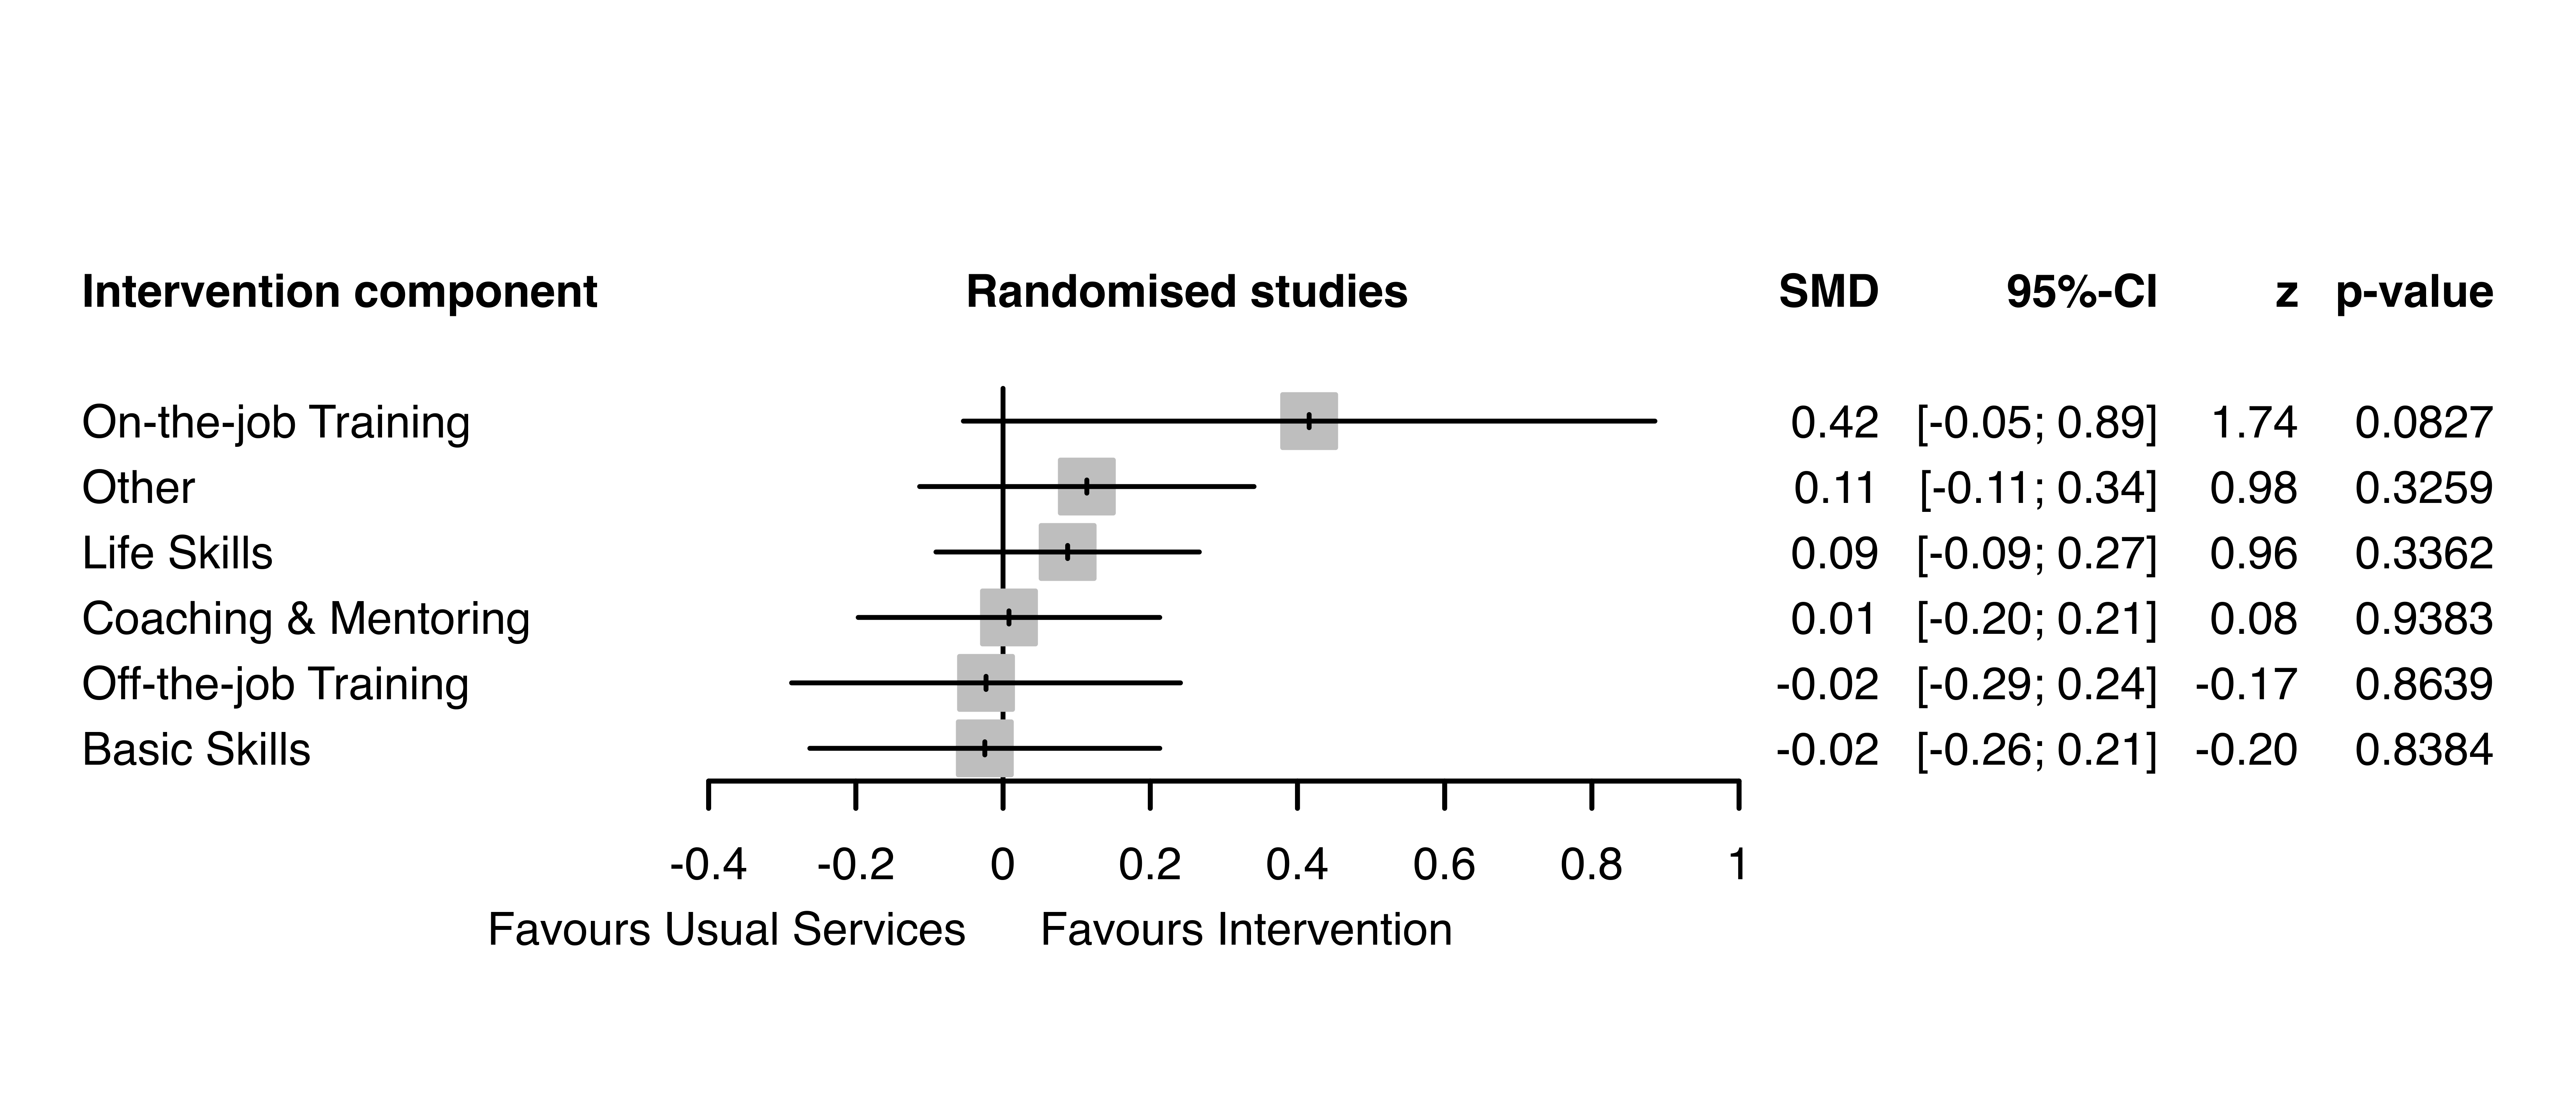 Intervention component Randomised studies SMD 95%-CI z p-value
On-the-job Training 0.42 [-0.05; 0.89] 1.74 0.0827
Other 0.11 [-0.11; 0.34] 0.98 0.3259
Life Skills 0.09 [-0.09; 0.27] 0.96 0.3362
Coaching & Mentoring 0.01 [-0.20; 0.21] 0.08 0.9383
Off-the-job Training -0.02 [-0.29; 0.24] -0.17 0.8639
Basic Skills -0.02 [-0.26; 0.21] -0.20 0.8384
-0.4 -0.2 0 0.2 0.4 0.6 0.8 1
Favours Usual Services Favours Intervention